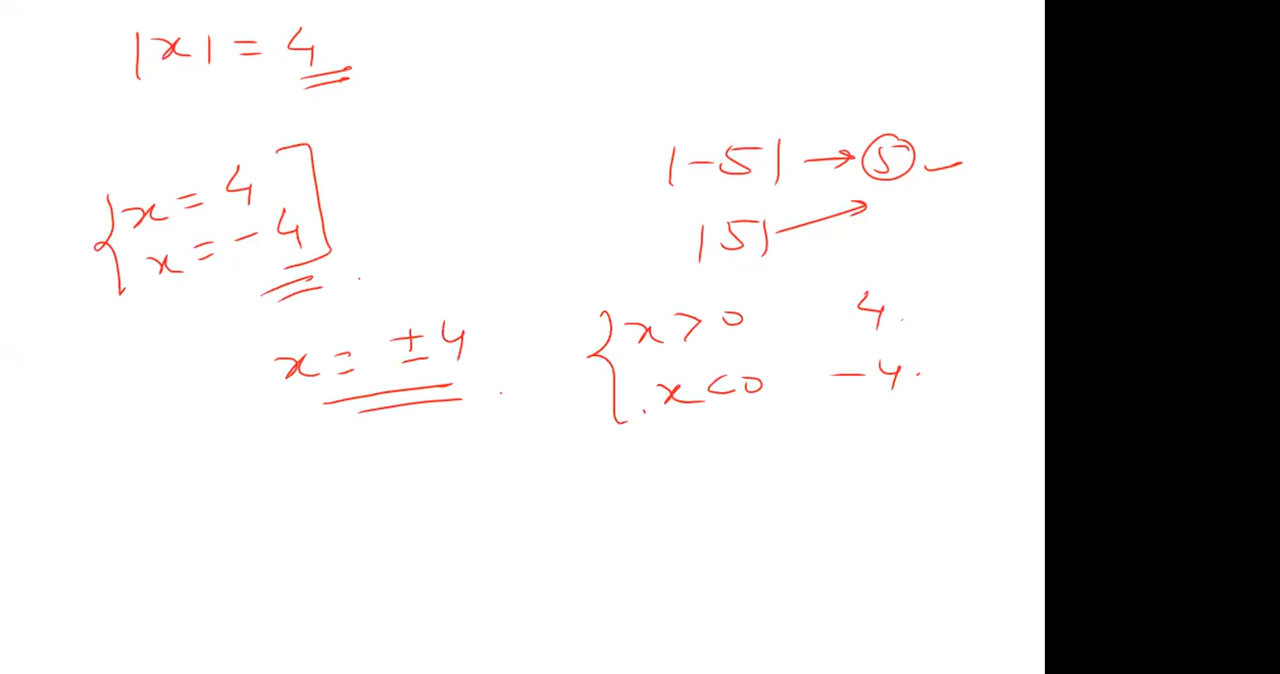 |x| = 4
x = 4
x = -4
x = ±4
|-5| → 5
|5|
x > 0 4.
x < 0 -4.